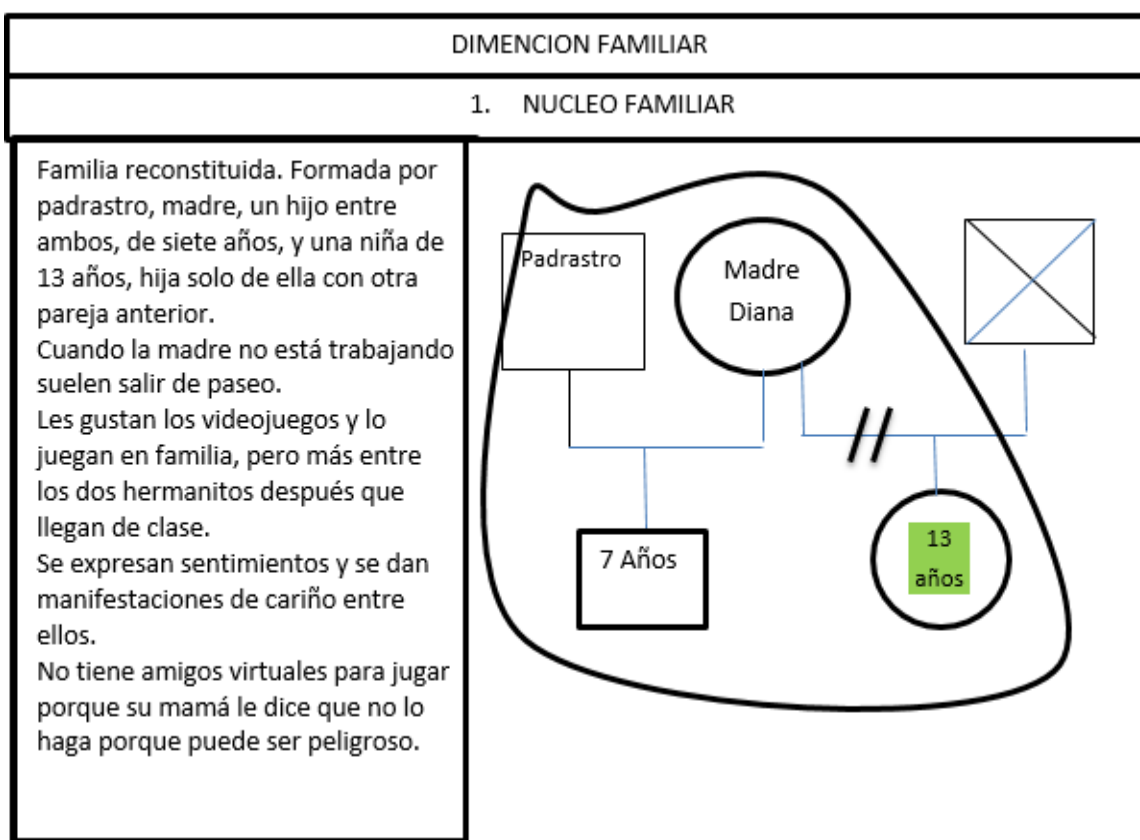 DIMENCION FAMILIAR
1. NUCLEO FAMILIAR
Familia reconstituida. Formada por
padrastro, madre, un hijo entre
ambos, de siete años, y una niña de
13 años, hija solo de ella con otra
pareja anterior.
Cuando la madre no está trabajando
suelen salir de paseo.
Les gustan los videojuegos y lo
juegan en familia, pero más entre
los dos hermanitos después que
llegan de clase.
Se expresan sentimientos y se dan
manifestaciones de cariño entre
ellos.
No tiene amigos virtuales para jugar
porque su mamá le dice que no lo
haga porque puede ser peligroso.
Padrastro
Madre
Diana
7 Años
13
años